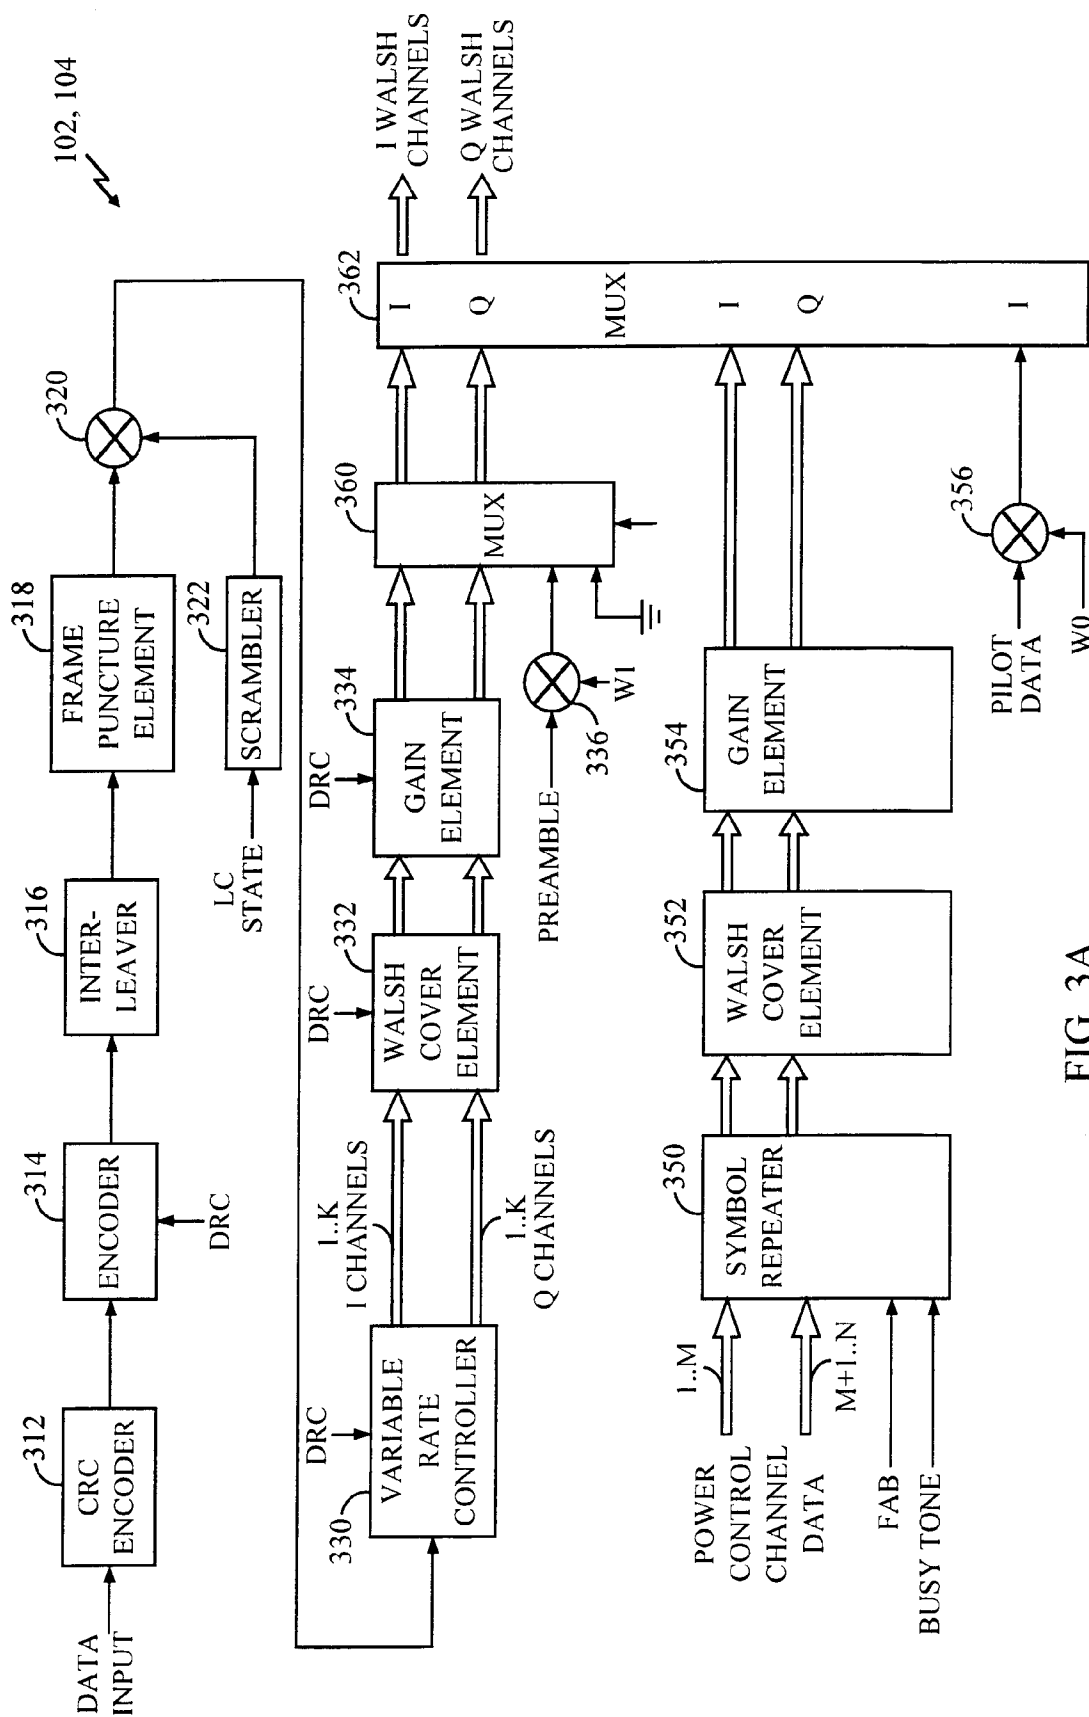 102, 104
DATA
INPUT
312
CRC
ENCODER
314
ENCODER
DRC
316
INTER-
LEAVER
318
FRAME
PUNCTURE
ELEMENT
320
322
SCRAMBLER
LC
STATE
330
DRC
VARIABLE
RATE
CONTROLLER
1..K
I CHANNELS
1..K
Q CHANNELS
332
DRC
WALSH
COVER
ELEMENT
334
DRC
GAIN
ELEMENT
PREAMBLE
336
W1
360
MUX
362
I
Q
MUX
I
Q
I
I WALSH
CHANNELS
Q WALSH
CHANNELS
POWER
CONTROL
CHANNEL
DATA
1..M
M+1..N
FAB
BUSY TONE
350
SYMBOL
REPEATER
352
WALSH
COVER
ELEMENT
354
GAIN
ELEMENT
PILOT
DATA
356
W0
FIG. 3A